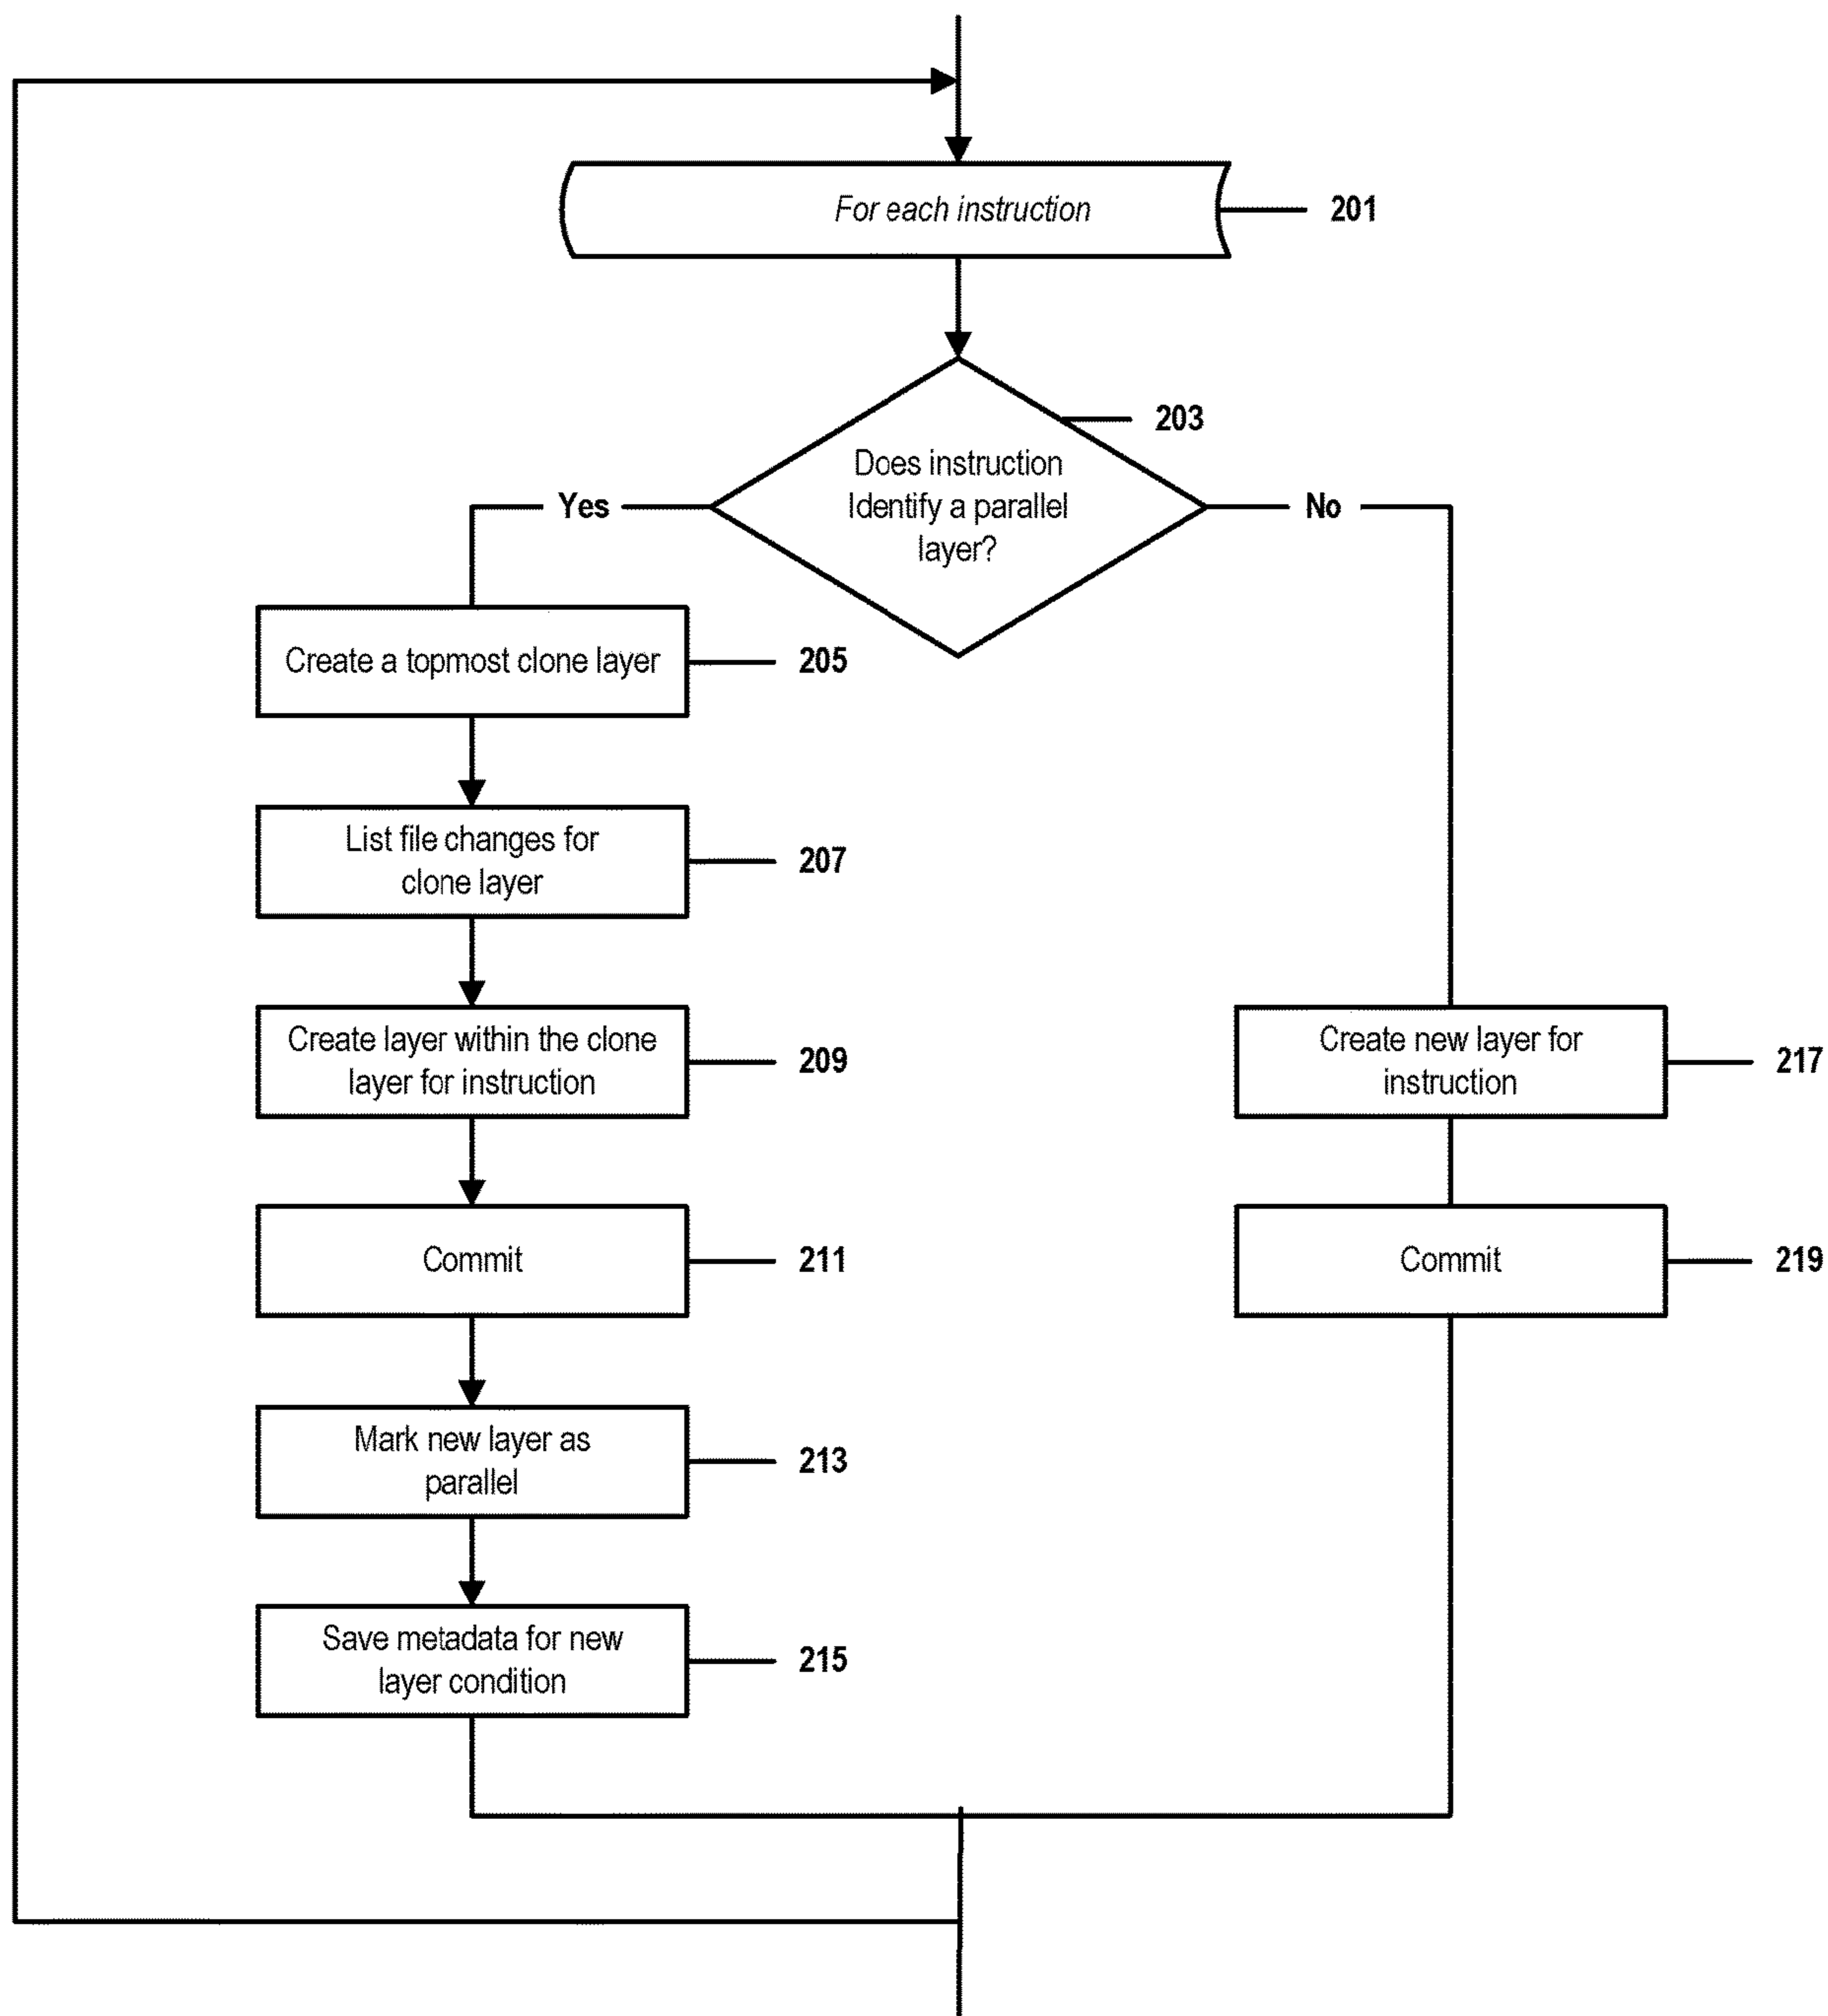 For each instruction
201
203
Does instruction
Identify a parallel
layer?
Yes
No
Create a topmost clone layer
205
List file changes for
clone layer
207
Create layer within the clone
layer for instruction
209
Create new layer for
instruction
217
Commit
211
Commit
219
Mark new layer as
parallel
213
Save metadata for new
layer condition
215